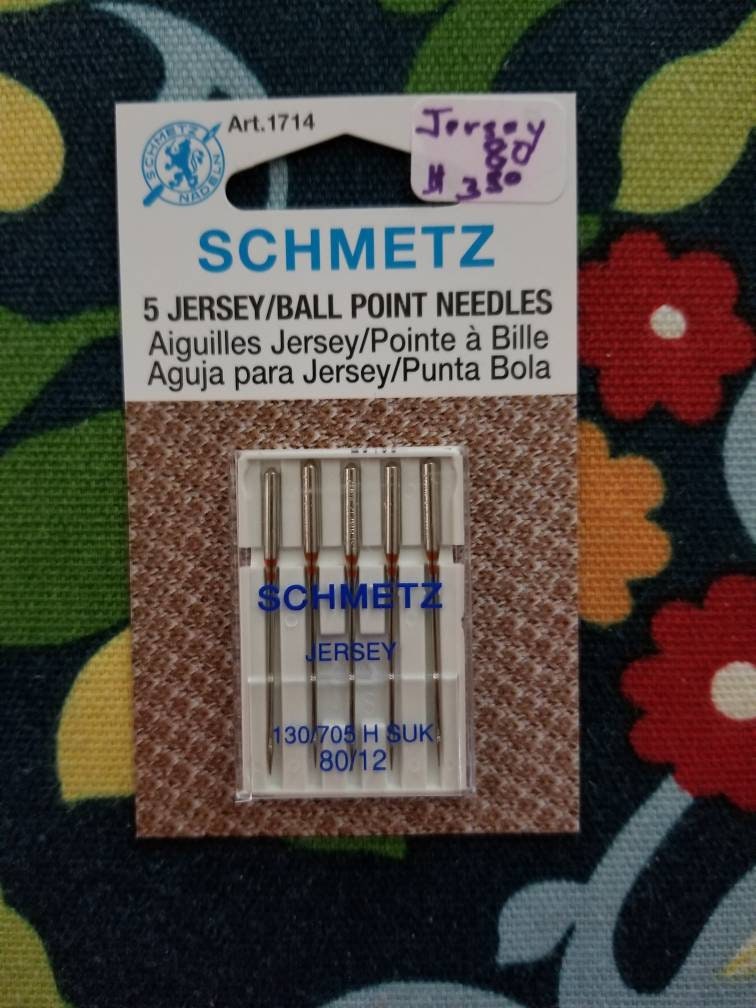 SCHMETZ
NADELN
Art.1714
Jersey
80
SCHMETZ
5 JERSEY/BALL POINT NEEDLES
Aiguilles Jersey/Pointe à Bille
Aguja para Jersey/Punta Bola
SCHMETZ
JERSEY
130/705 H SUK
80/12